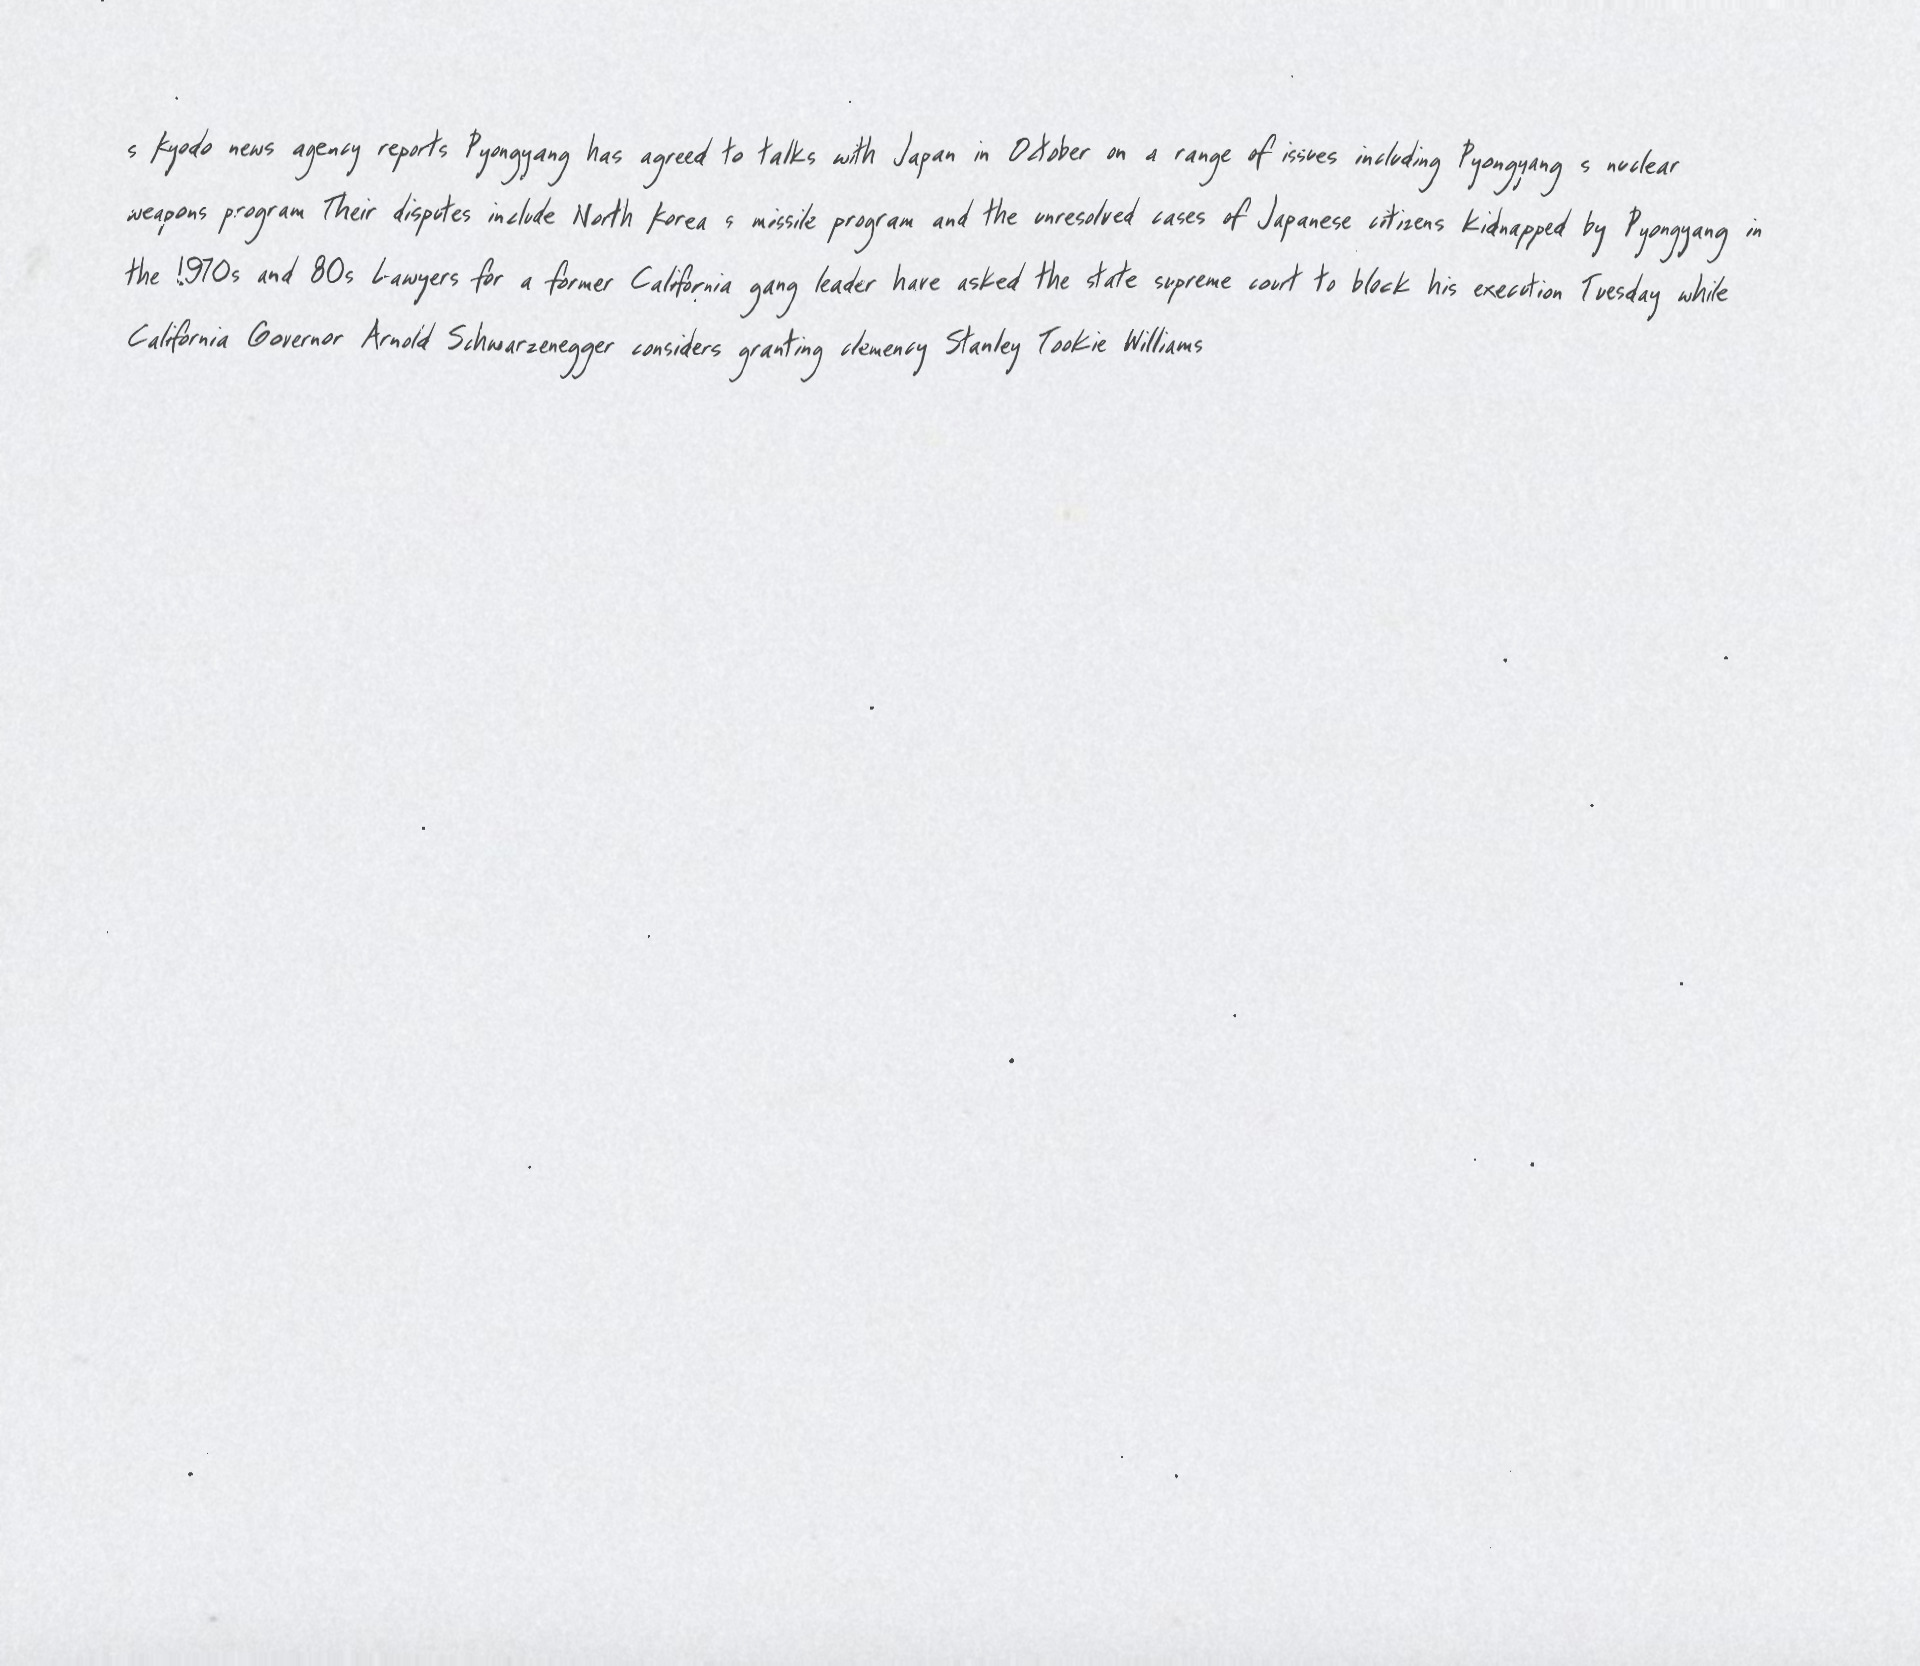 s Kyodo news agency reports Pyongyang has agreed to talks with Japan in October on a range of issues including Pyongyang s nuclear
weapons program Their disputes include North Korea s missile program and the unresolved cases of Japanese citizens kidnapped by Pyongyang in
the 1970s and 80s Lawyers for a former California gang leader have asked the state supreme court to block his execution Tuesday while
California Governor Arnold Schwarzenegger considers granting clemency Stanley Tookie Williams